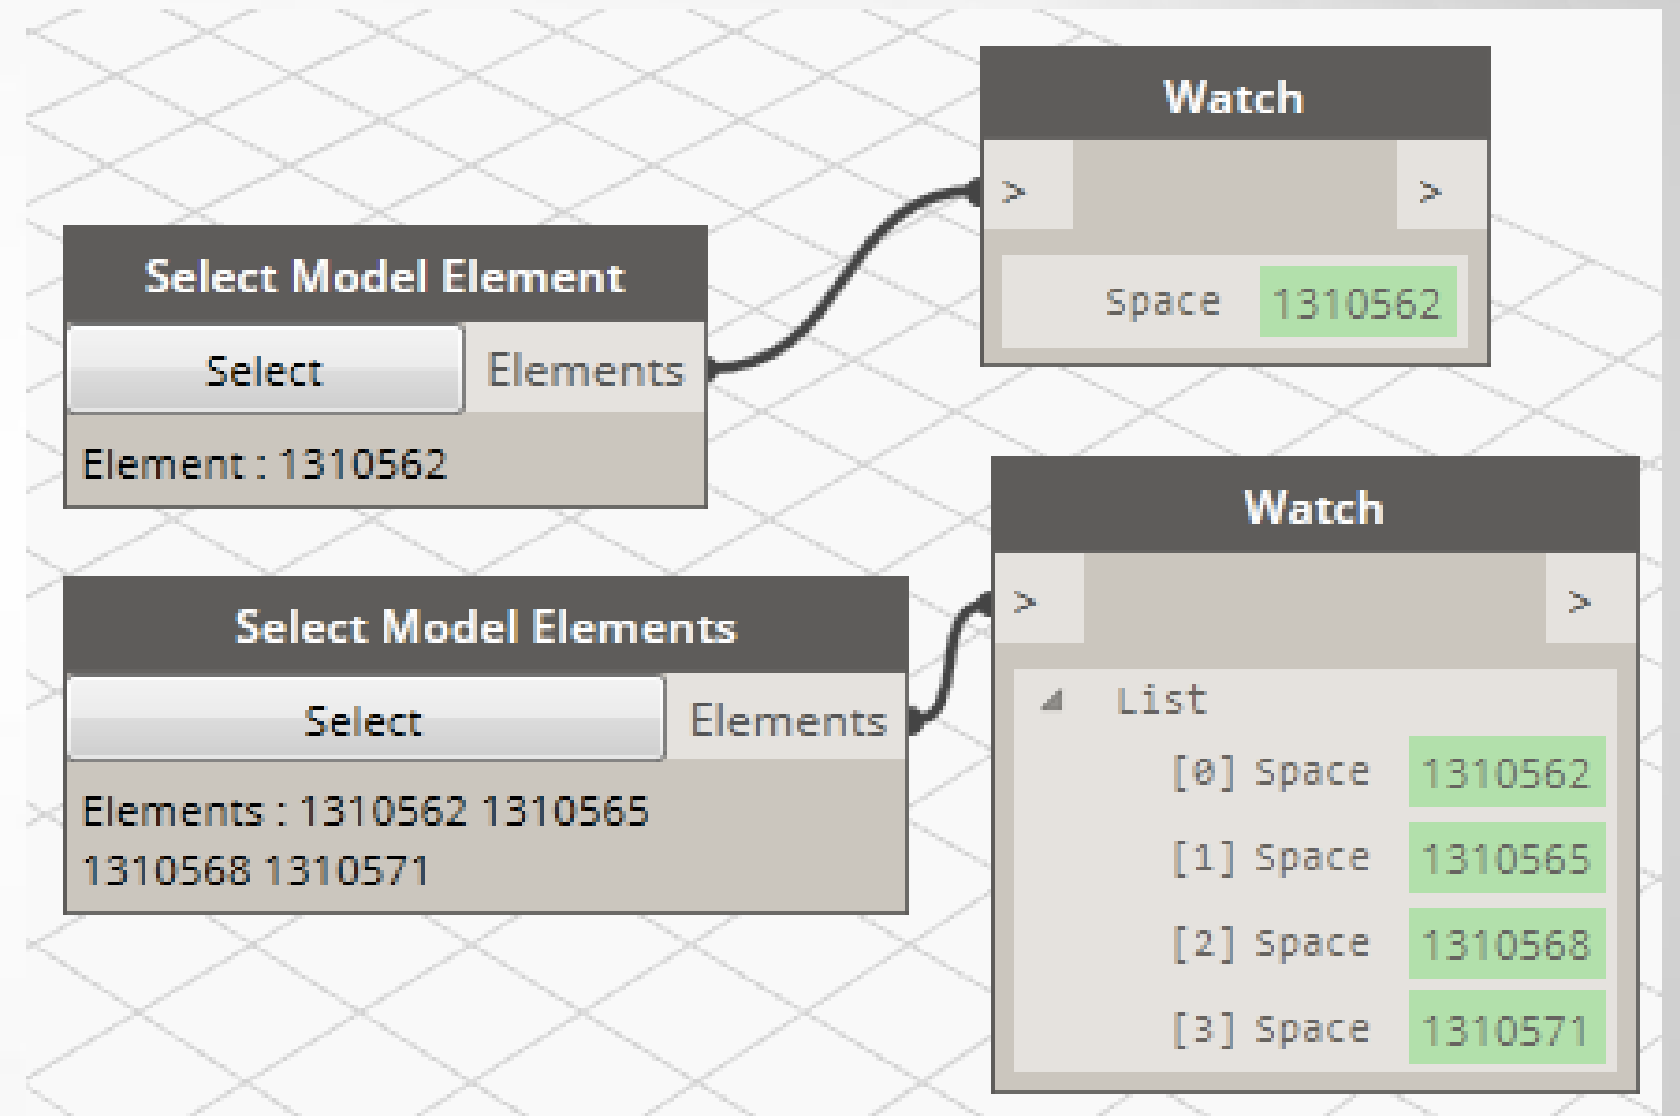 Select Model Element
Select Elements
Element : 1310562
Watch
> >
Space 1310562
Select Model Elements
Select Elements
Elements : 1310562 1310565
1310568 1310571
Watch
> >
List
[0] Space 1310562
[1] Space 1310565
[2] Space 1310568
[3] Space 1310571